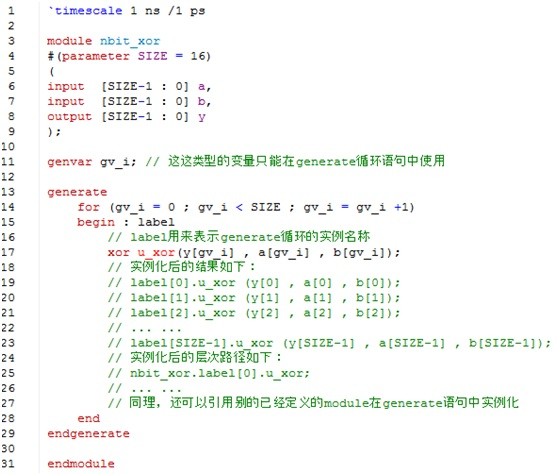 1 `timescale 1 ns /1 ps
2
3 module nbit_xor
4 #(parameter SIZE = 16)
5 (
6 input  [SIZE-1 : 0] a,
7 input  [SIZE-1 : 0] b,
8 output [SIZE-1 : 0] y
9 );
10
11 genvar gv_i; // 这这类型的变量只能在generate循环语句中使用
12
13 generate
14     for (gv_i = 0 ; gv_i < SIZE ; gv_i = gv_i +1)
15     begin : label
16         // label用来表示generate循环的实例名称
17         xor u_xor(y[gv_i] , a[gv_i] , b[gv_i]);
18         // 实例化后的结果如下：
19         // label[0].u_xor (y[0] , a[0] , b[0]);
20         // label[1].u_xor (y[1] , a[1] , b[1]);
21         // label[2].u_xor (y[2] , a[2] , b[2]);
22         // ... ...
23         // label[SIZE-1].u_xor (y[SIZE-1] , a[SIZE-1] , b[SIZE-1]);
24         // 实例化后的层次路径如下：
25         // nbit_xor.label[0].u_xor;
26         // ... ...
27         // 同理，还可以引用别的已经定义的module在generate语句中实例化
28     end
29 endgenerate
30
31 endmodule